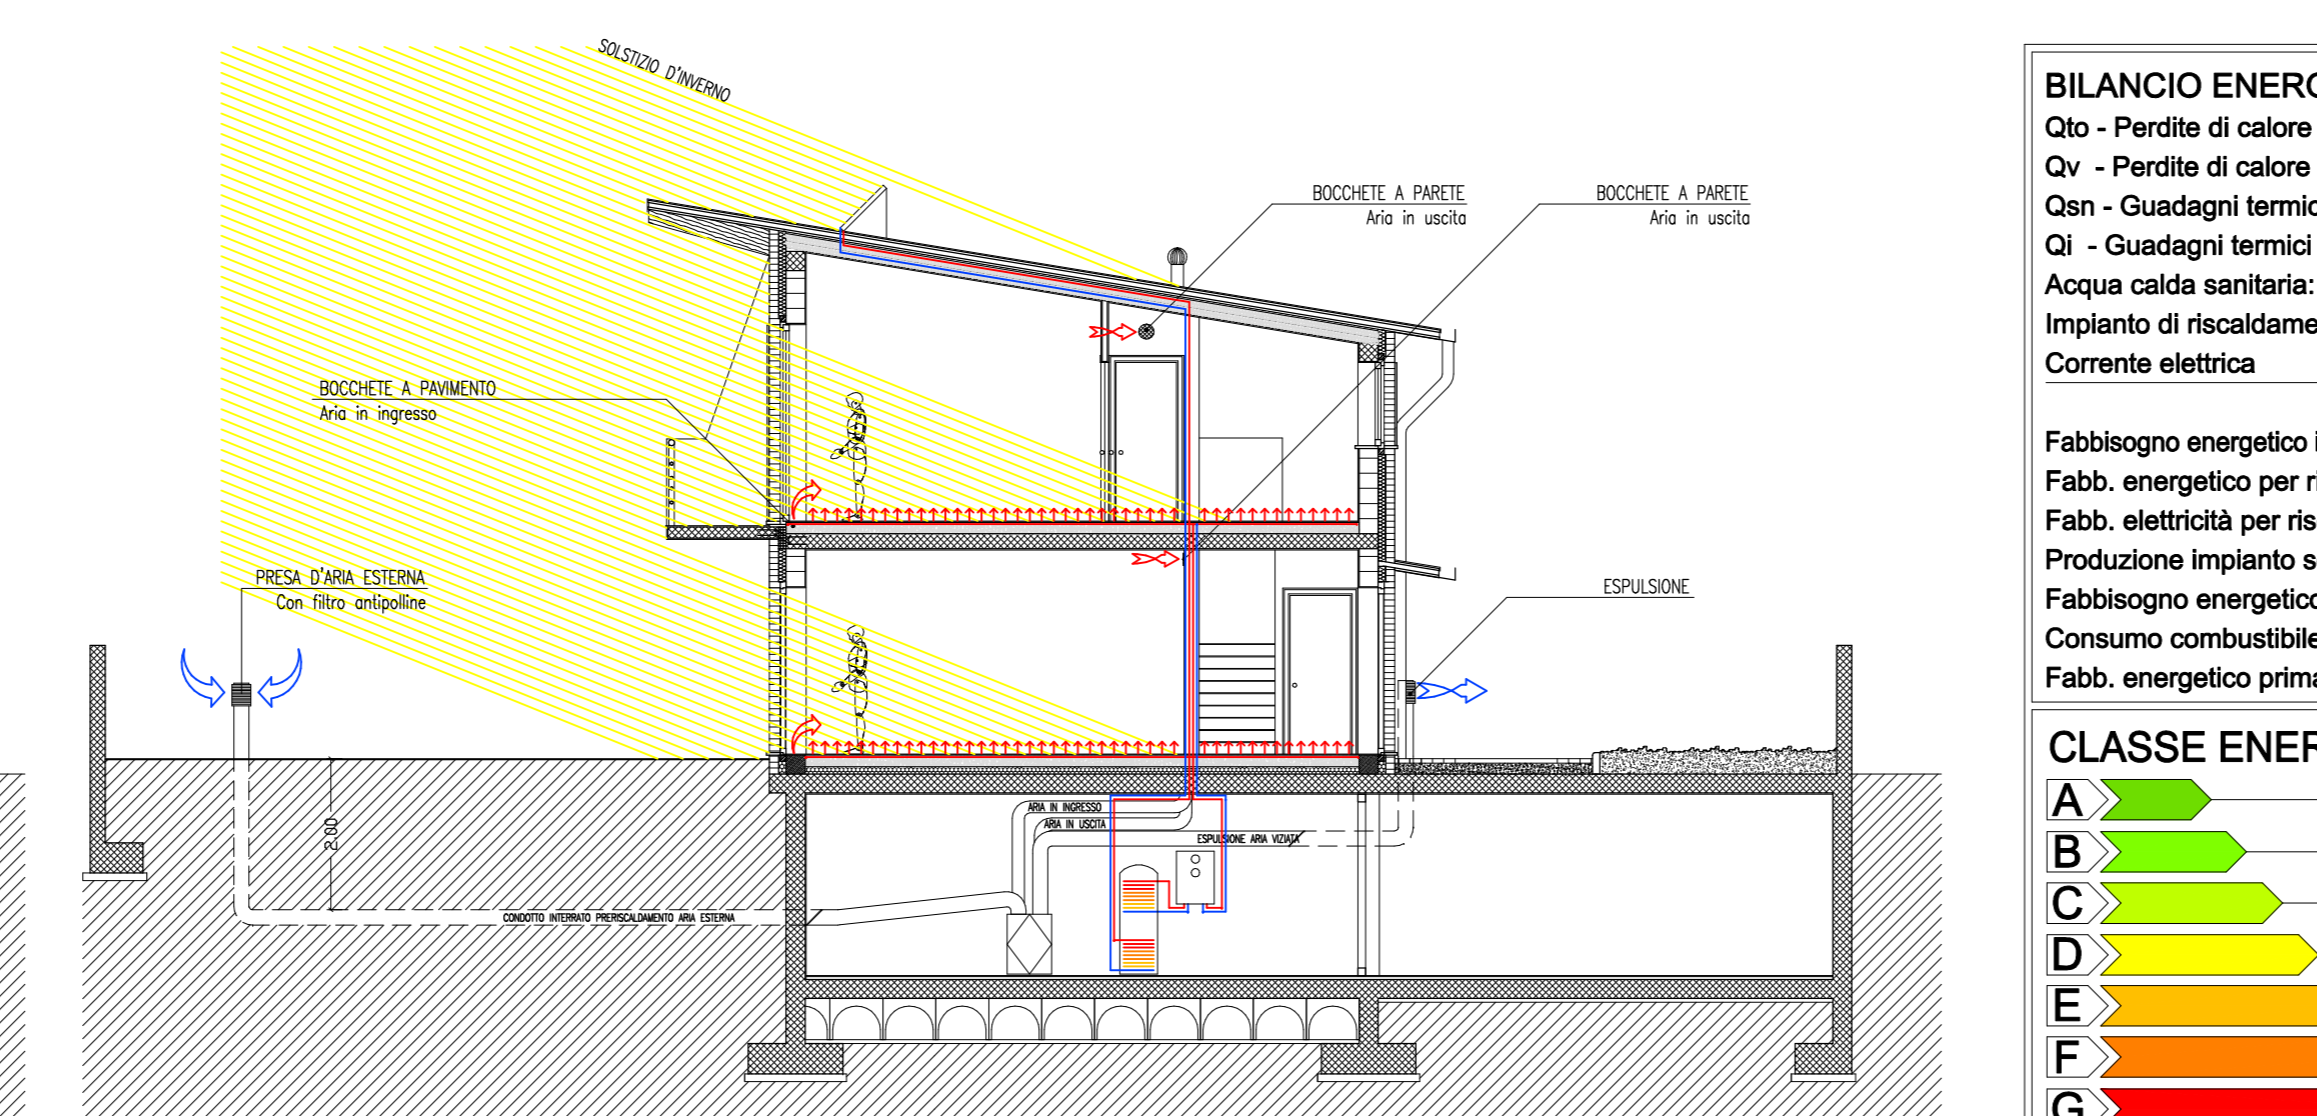 SOLSTIZIO D'INVERNO
BOCCHETE A PARETE
Aria in uscita
BOCCHETE A PARETE
Aria in uscita
BOCCHETE A PAVIMENTO
Aria in ingresso
PRESA D'ARIA ESTERNA
Con filtro antipolline
ESPULSIONE
2.00
ARIA IN INGRESSO
ARIA IN USCITA
ESPULSIONE ARIA VIZIATA
CONDOTTO INTERRATO PRERISCALDAMENTO ARIA ESTERNA
BILANCIO ENERG
Qto - Perdite di calore
Qv - Perdite di calore
Qsn - Guadagni termic
Qi - Guadagni termici
Acqua calda sanitaria:
Impianto di riscaldame
Corrente elettrica
Fabbisogno energetico i
Fabb. energetico per ri
Fabb. elettricità per ris
Produzione impianto s
Fabbisogno energetico
Consumo combustibile
Fabb. energetico prima
CLASSE ENER
A
B
C
D
E
F
G